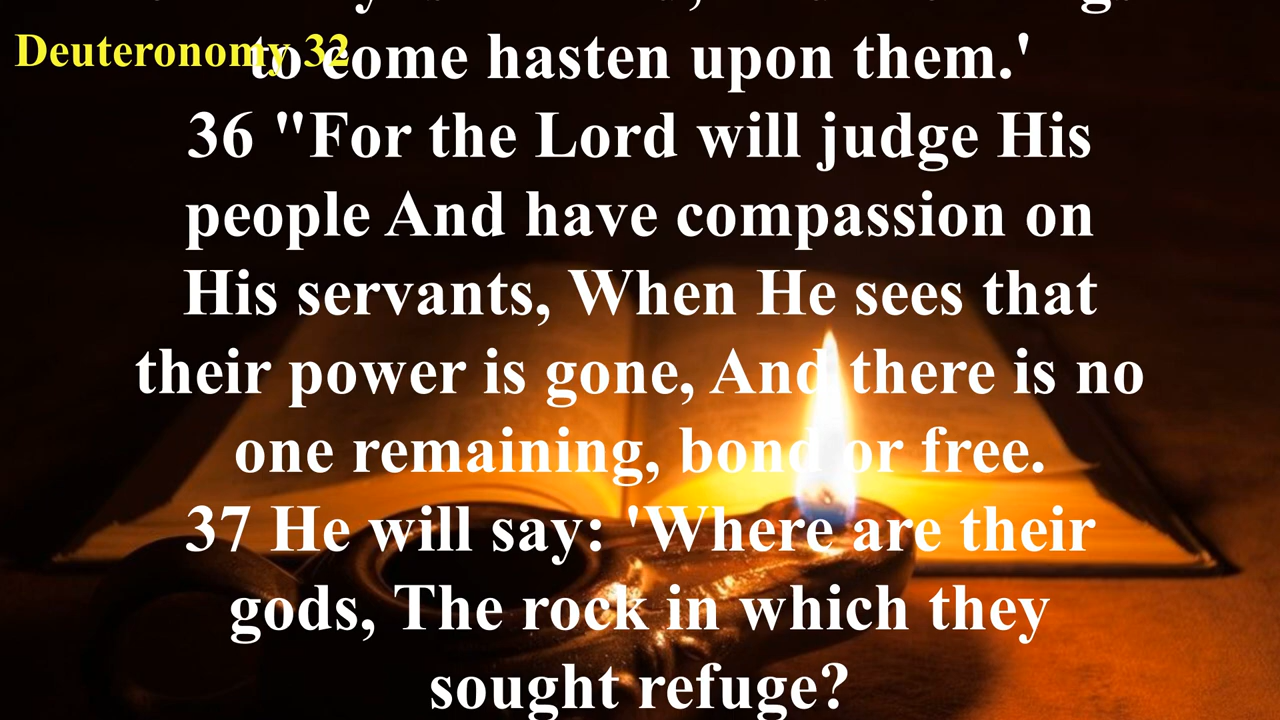 Deuteronomy 32
to come hasten upon them.'
36 "For the Lord will judge His
people And have compassion on
His servants, When He sees that
their power is gone, And there is no
one remaining, bond or free.
37 He will say: 'Where are their
gods, The rock in which they
sought refuge?